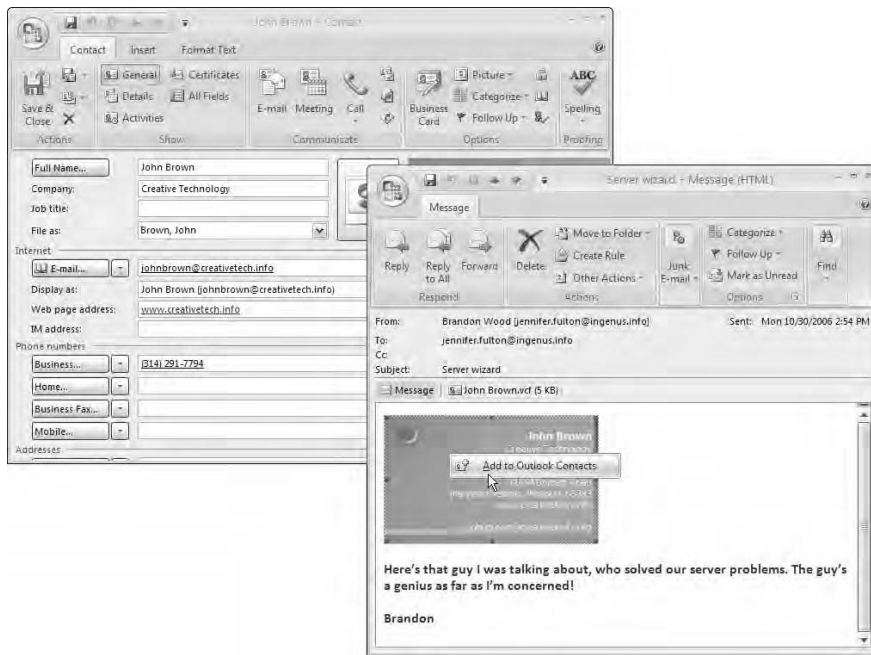 John Brown - Contact
Contact Insert Format Text
Save & Close
General
Details
Activities
Certificates
All Fields
E-mail Meeting Call
Business Card
Picture
Categorize
Follow Up
ABC
Spelling
Actions Show Communicate Options Proofing
Full Name... John Brown
Company: Creative Technology
Job title:
File as: Brown, John
Internet
E-mail... johnbrown@creativetech.info
Display as: John Brown (johnbrown@creativetech.info)
Web page address: www.creativetech.info
IM address:
Phone numbers
Business... (314) 291-7794
Home...
Business Fax...
Mobile...
Addresses
Server wizard - Message (HTML)
Message
Reply Reply to All Forward
Delete
Move to Folder
Create Rule
Other Actions
Junk E-mail
Categorize
Follow Up
Mark as Unread
Find
Respond Actions Options
From: Brandon Wood [jennifer.fulton@ingenus.info] Sent: Mon 10/30/2006 2:54 PM
To: jennifer.fulton@ingenus.info
Cc:
Subject: Server wizard
Message John Brown.vcf (5 KB)
John Brown
Add to Outlook Contacts
Here's that guy I was talking about, who solved our server problems. The guy's
a genius as far as I'm concerned!
Brandon